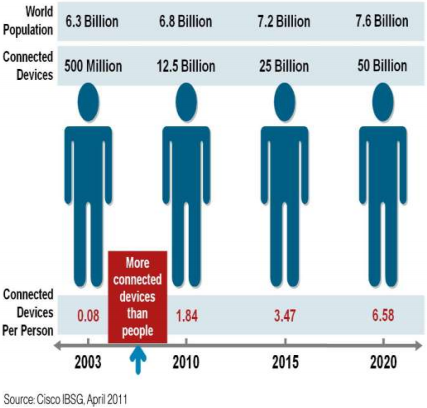 World
Population
6.3 Billion 6.8 Billion 7.2 Billion 7.6 Billion
Connected
Devices
500 Million 12.5 Billion 25 Billion 50 Billion
More
connected
devices
than
people
Connected
Devices
Per Person
0.08 1.84 3.47 6.58
2003 2010 2015 2020
Source: Cisco IBSG, April 2011